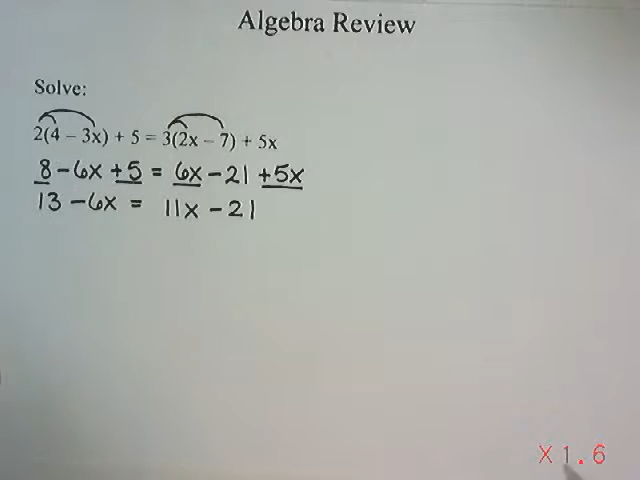 Algebra Review
Solve:
2(4 – 3x) + 5 = 3(2x – 7) + 5x
8 - 6x + 5 = 6x - 21 + 5x
13 - 6x = 11x - 21
X1.6